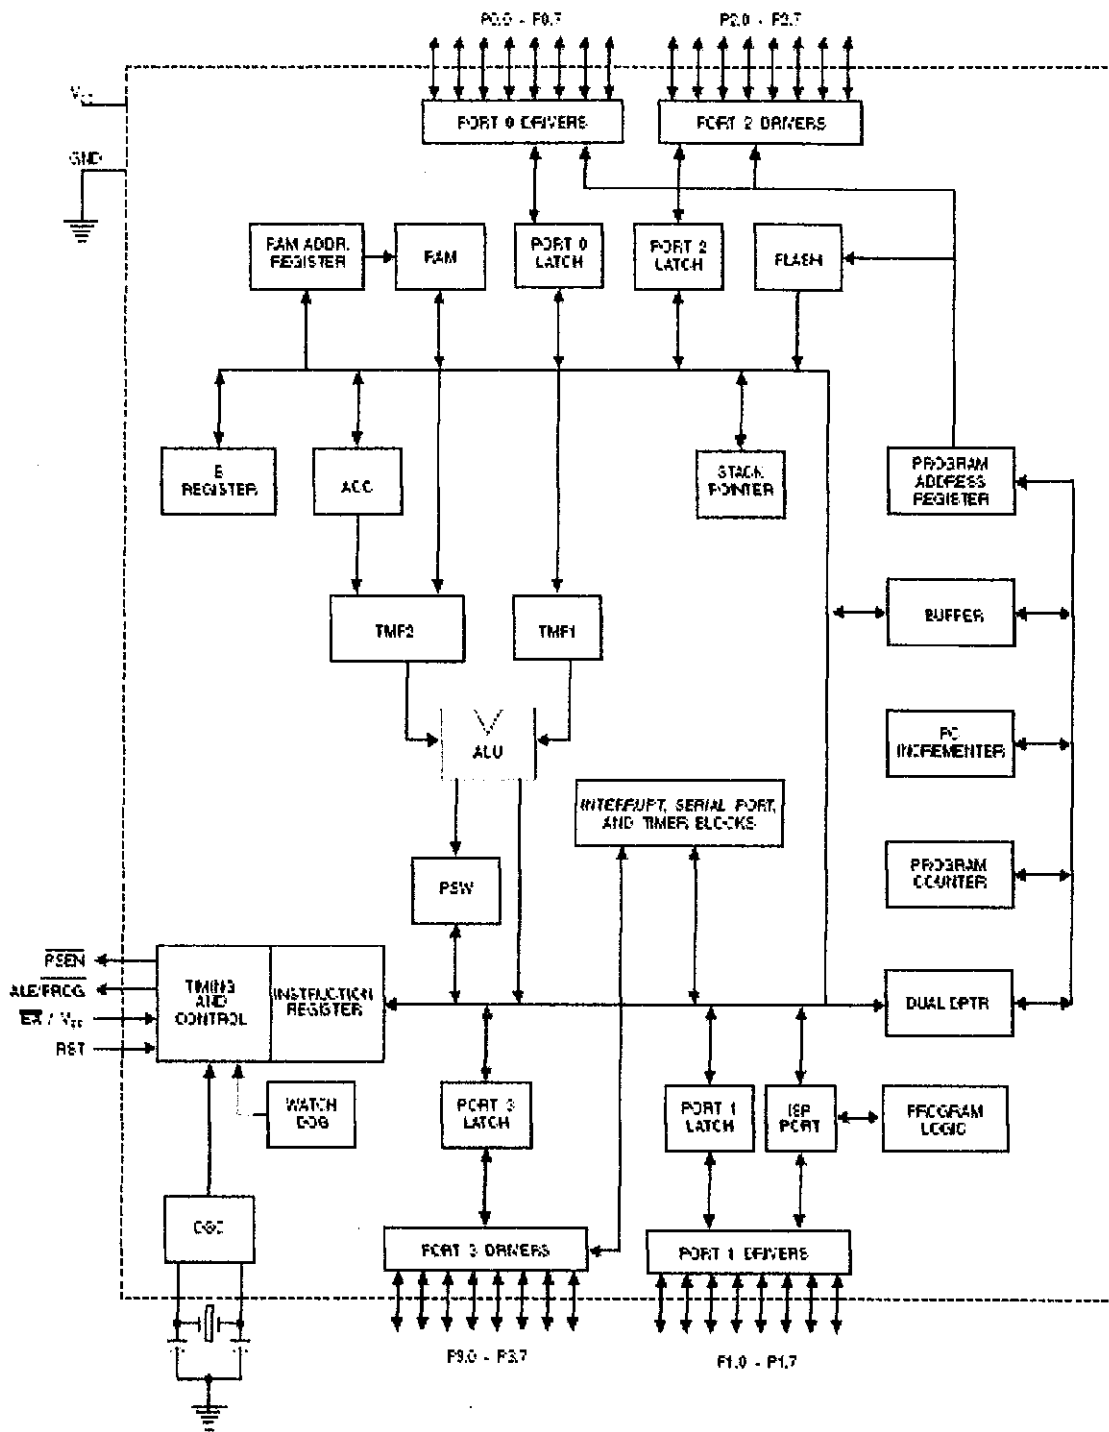 P0.0 - P0.7
P2.0 - P2.7
VCC
PORT 0 DRIVERS
PORT 2 DRIVERS
GND
RAM ADDR.
REGISTER
RAM
PORT 0
LATCH
PORT 2
LATCH
FLASH
B
REGISTER
ACC
STACK
POINTER
PROGRAM
ADDRESS
REGISTER
TMP2
TMP1
BUFFER
ALU
PC
INCREMENTER
INTERRUPT, SERIAL PORT,
AND TIMER BLOCKS
PSW
PROGRAM
COUNTER
PSEN
ALE/PROG
EA / VPP
RST
TIMING
AND
CONTROL
INSTRUCTION
REGISTER
DUAL DPTR
WATCH
DOG
PORT 3
LATCH
PORT 1
LATCH
ISP
PORT
PROGRAM
LOGIC
OSC
PORT 3 DRIVERS
PORT 1 DRIVERS
P3.0 - P3.7
P1.0 - P1.7